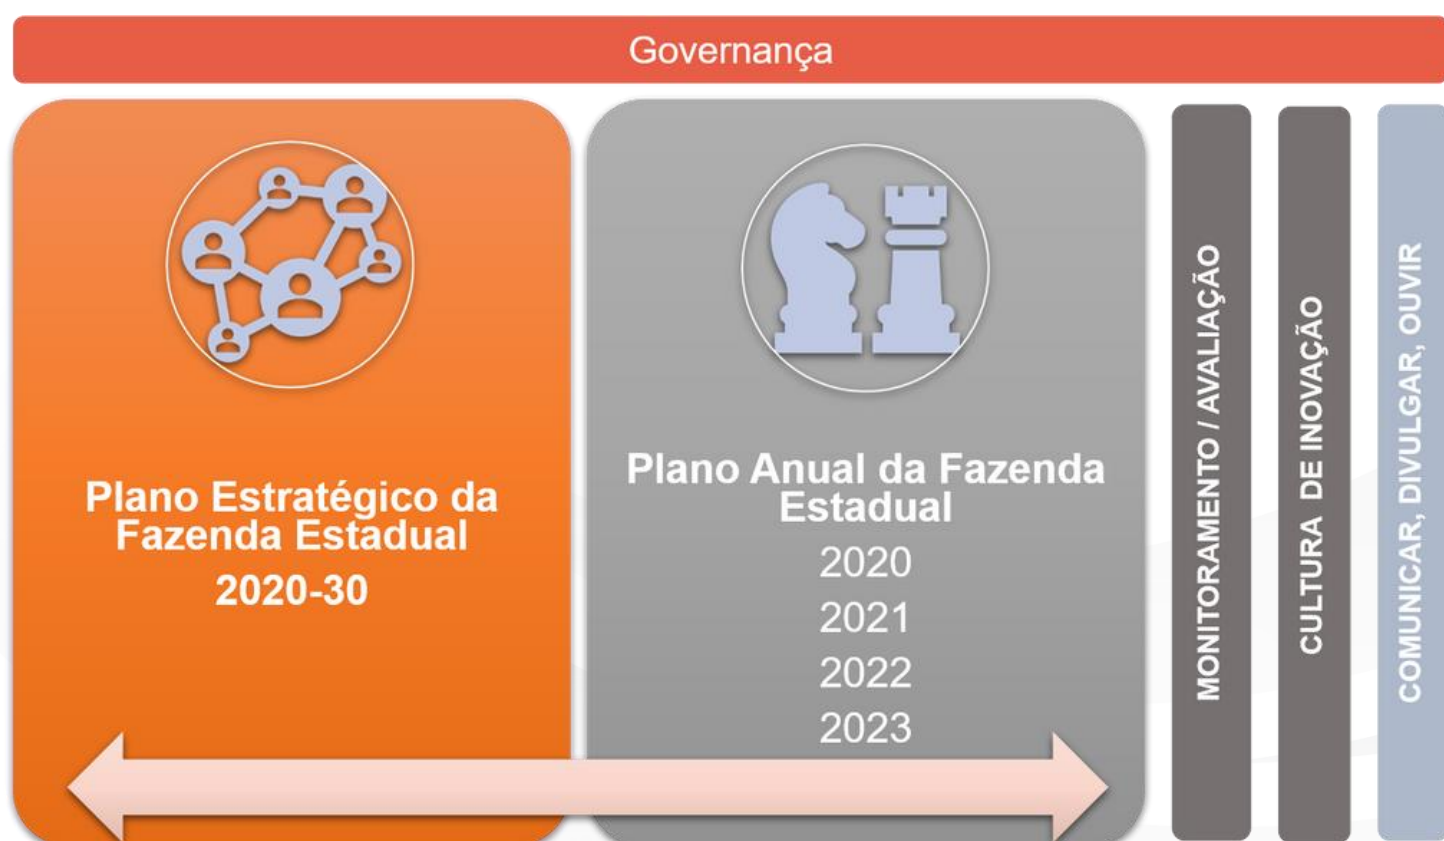 Governança
Plano Estratégico da
Fazenda Estadual
2020-30
Plano Anual da Fazenda
Estadual
2020
2021
2022
2023
MONITORAMENTO / AVALIAÇÃO
CULTURA DE INOVAÇÃO
COMUNICAR, DIVULGAR, OUVIR